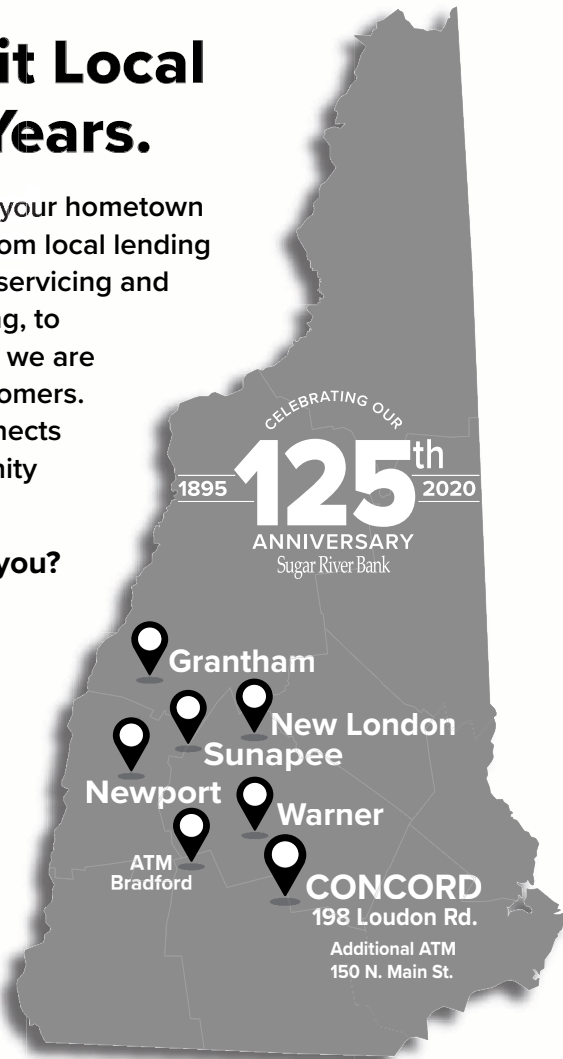 it Local
Years.
your hometown
om local lending
servicing and
g, to
we are
omers.
nects
nity
you?
CELEBRATING OUR
125th
1895 2020
ANNIVERSARY
Sugar River Bank
Grantham
New London
Sunapee
Newport
Warner
ATM
Bradford
CONCORD
198 Loudon Rd.
Additional ATM
150 N. Main St.